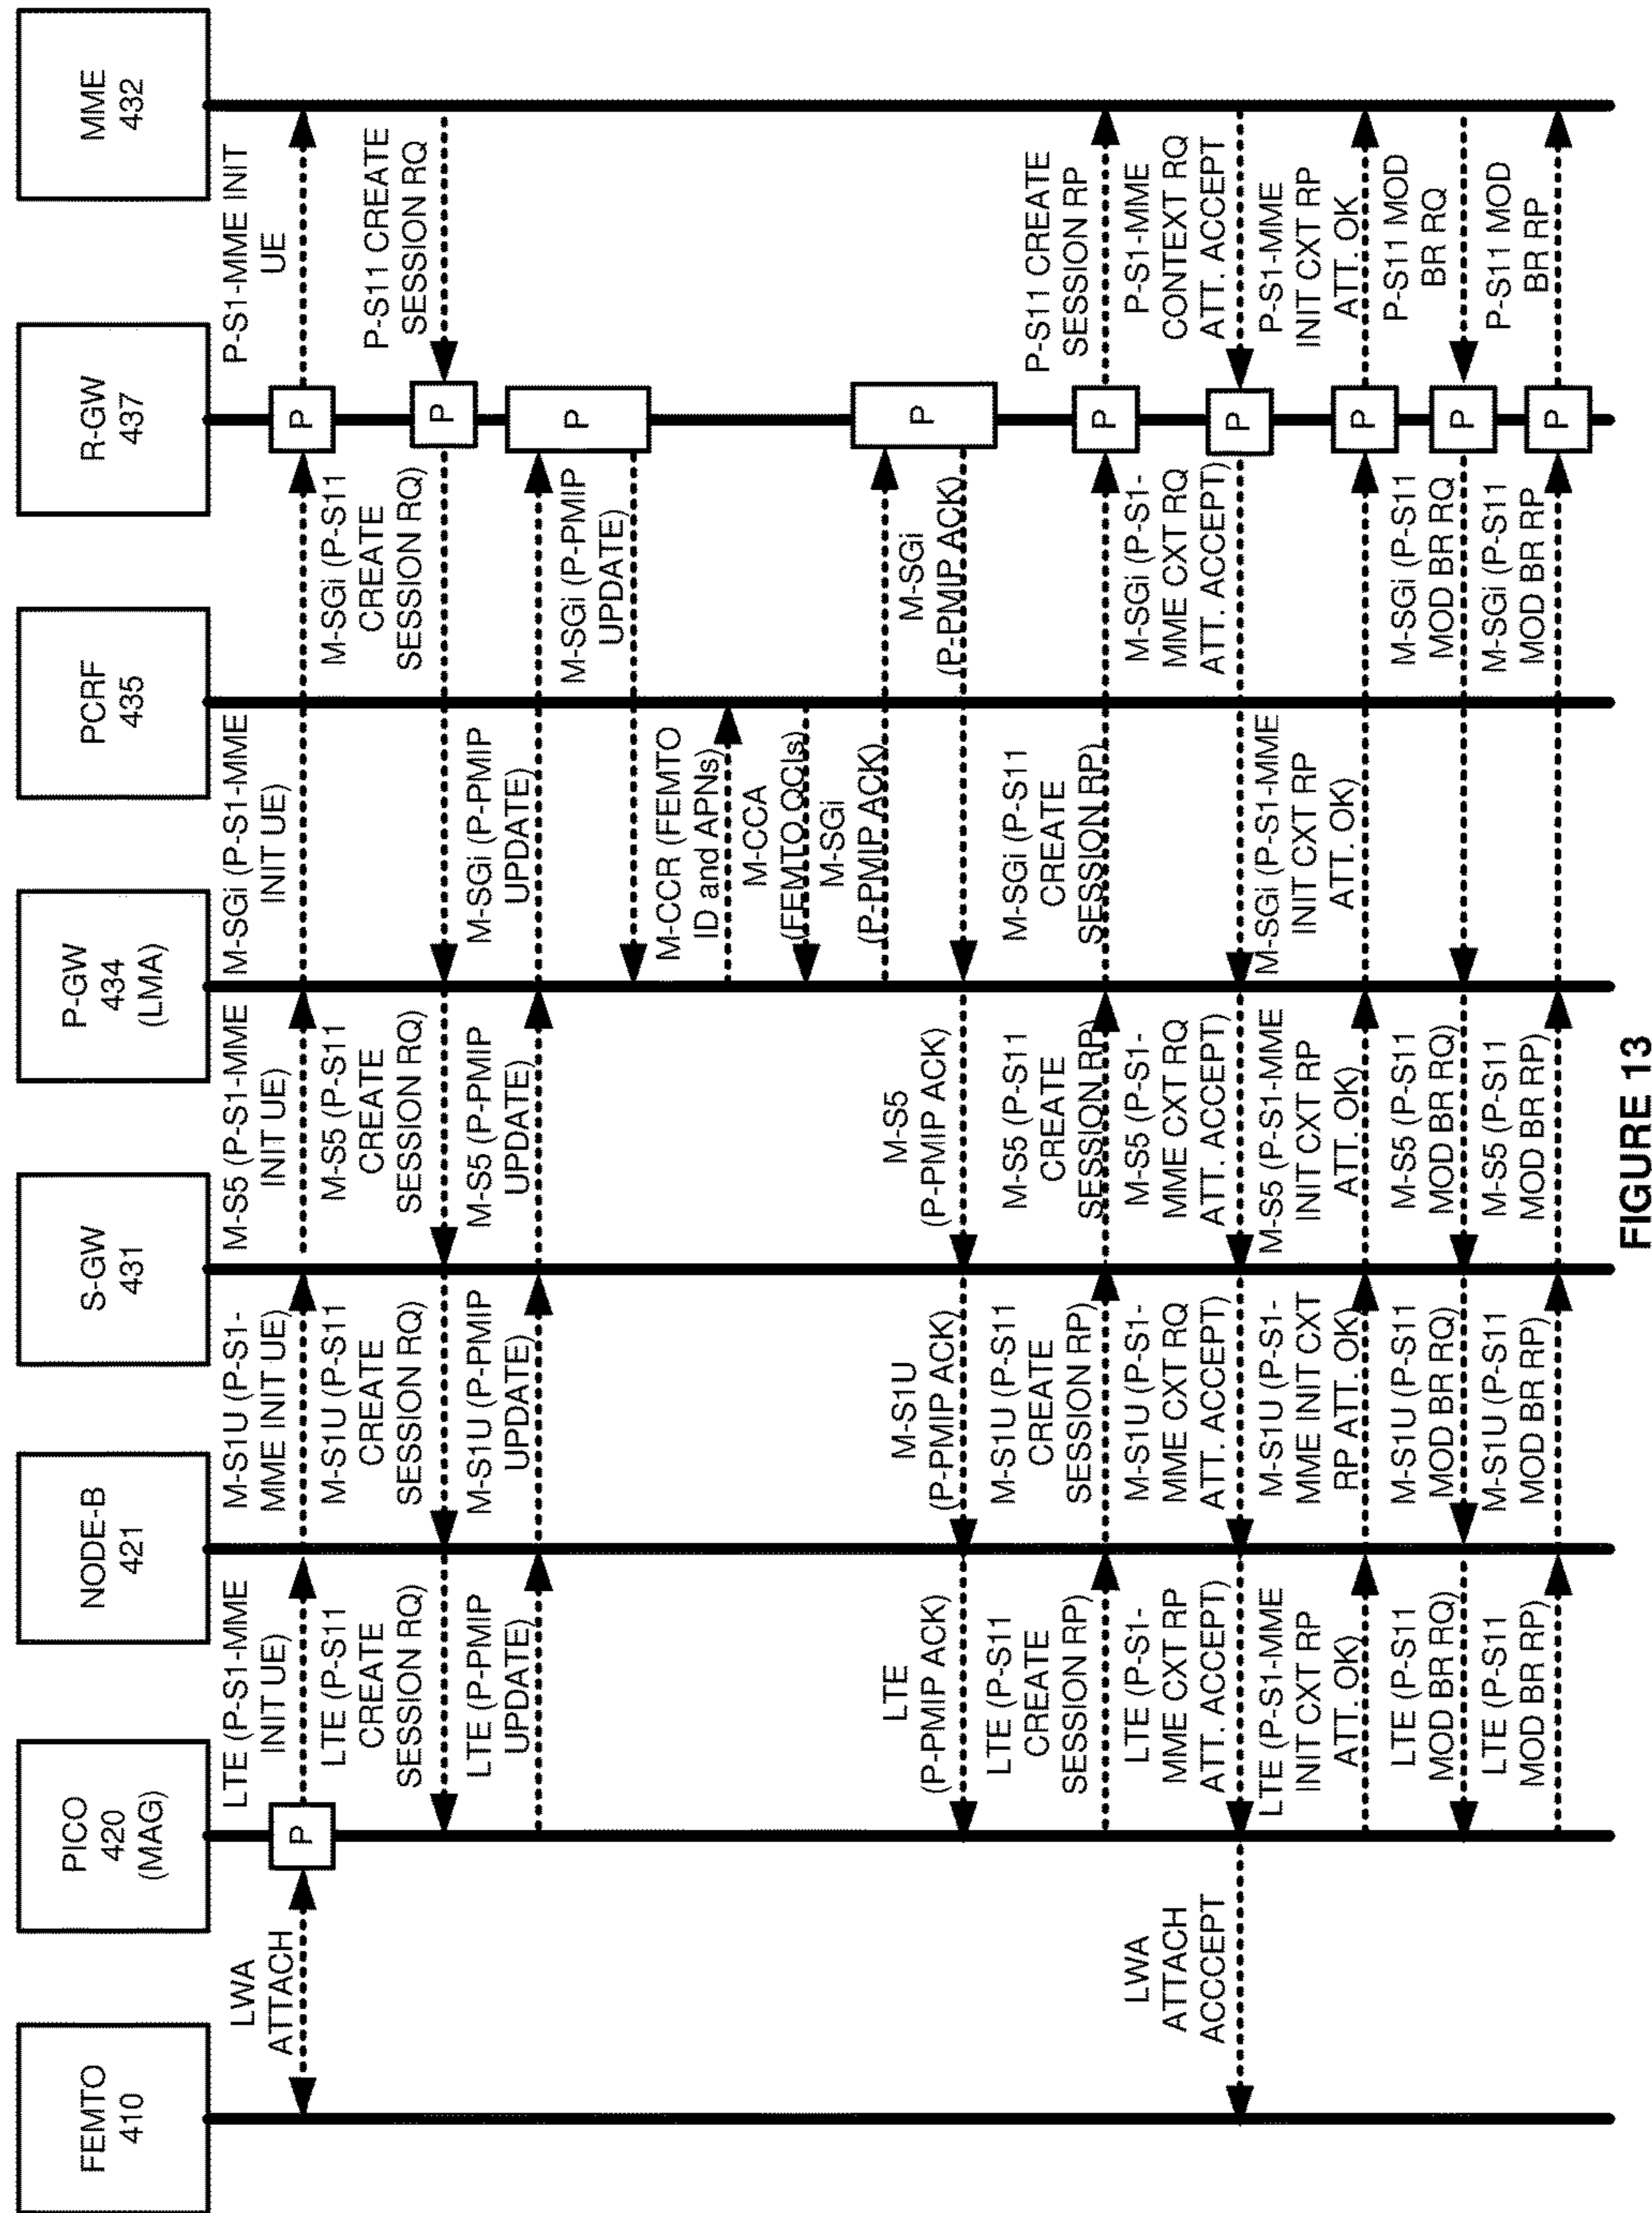 FEMTO
410
PICO
420
(MAG)
NODE-B
421
S-GW
431
P-GW
434
(LMA)
PCRF
435
R-GW
437
MME
432
LWA
ATTACH
P
LTE (P-S1-MME
INIT UE)
M-S1U (P-S1-
MME INIT UE)
M-S5 (P-S1-MME
INIT UE)
M-SGi (P-S1-MME
INIT UE)
P
P-S1-MME INIT
UE
LTE (P-S11
CREATE
SESSION RQ)
M-S1U (P-S11
CREATE
SESSION RQ)
M-S5 (P-S11
CREATE
SESSION RQ)
M-SGi (P-S11
CREATE
SESSION RQ)
P
P-S11 CREATE
SESSION RQ
LTE (P-PMIP
UPDATE)
M-S1U (P-PMIP
UPDATE)
M-S5 (P-PMIP
UPDATE)
M-SGi (P-PMIP
UPDATE)
M-SGi (P-PMIP
UPDATE)
P
M-CCR (FEMTO
ID and APNs)
M-CCA
(FEMTO QCIs)
M-SGi
(P-PMIP ACK)
P
LTE
(P-PMIP ACK)
M-S1U
(P-PMIP ACK)
M-S5
(P-PMIP ACK)
M-SGi
(P-PMIP ACK)
LTE (P-S11
CREATE
SESSION RP)
M-S1U (P-S11
CREATE
SESSION RP)
M-S5 (P-S11
CREATE
SESSION RP)
M-SGi (P-S11
CREATE
SESSION RP)
P
P-S11 CREATE
SESSION RP
LWA
ATTACH
ACCCEPT
LTE (P-S1-
MME CXT RP
ATT. ACCEPT)
M-S1U (P-S1-
MME CXT RQ
ATT. ACCEPT)
M-S5 (P-S1-
MME CXT RQ
ATT. ACCEPT)
M-SGi (P-S1-
MME CXT RQ
ATT. ACCEPT)
P
P-S1-MME
CONTEXT RQ
ATT. ACCEPT
LTE (P-S1-MME
INIT CXT RP
ATT. OK)
M-S1U (P-S1-
MME INIT CXT
RP ATT. OK)
M-S5 (P-S1-MME
INIT CXT RP
ATT. OK)
M-SGi (P-S1-MME
INIT CXT RP
ATT. OK)
P
P-S1-MME
INIT CXT RP
ATT. OK
LTE (P-S11
MOD BR RQ)
M-S1U (P-S11
MOD BR RQ)
M-S5 (P-S11
MOD BR RQ)
M-SGi (P-S11
MOD BR RQ)
P
P-S11 MOD
BR RQ
LTE (P-S11
MOD BR RP)
M-S1U (P-S11
MOD BR RP)
M-S5 (P-S11
MOD BR RP)
M-SGi (P-S11
MOD BR RP)
P
P-S11 MOD
BR RP
FIGURE 13